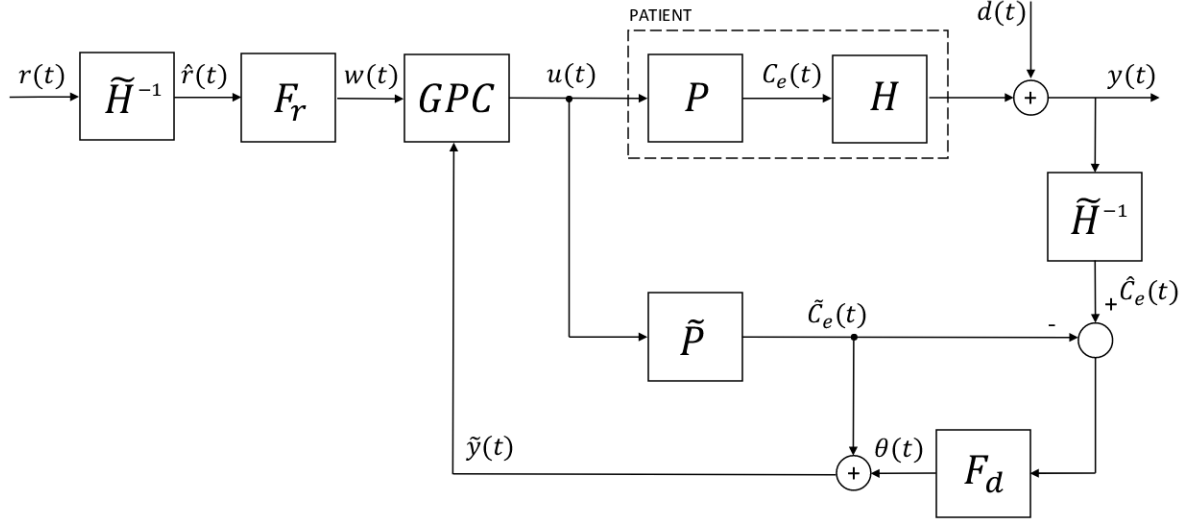 PATIENT
d(t)
r(t)
H̃⁻¹
r̂(t)
F_r
w(t)
GPC
u(t)
P
C_e(t)
H
+
y(t)
H̃⁻¹
+
Ĉ_e(t)
P̃
C̃_e(t)
-
ỹ(t)
+
θ(t)
F_d